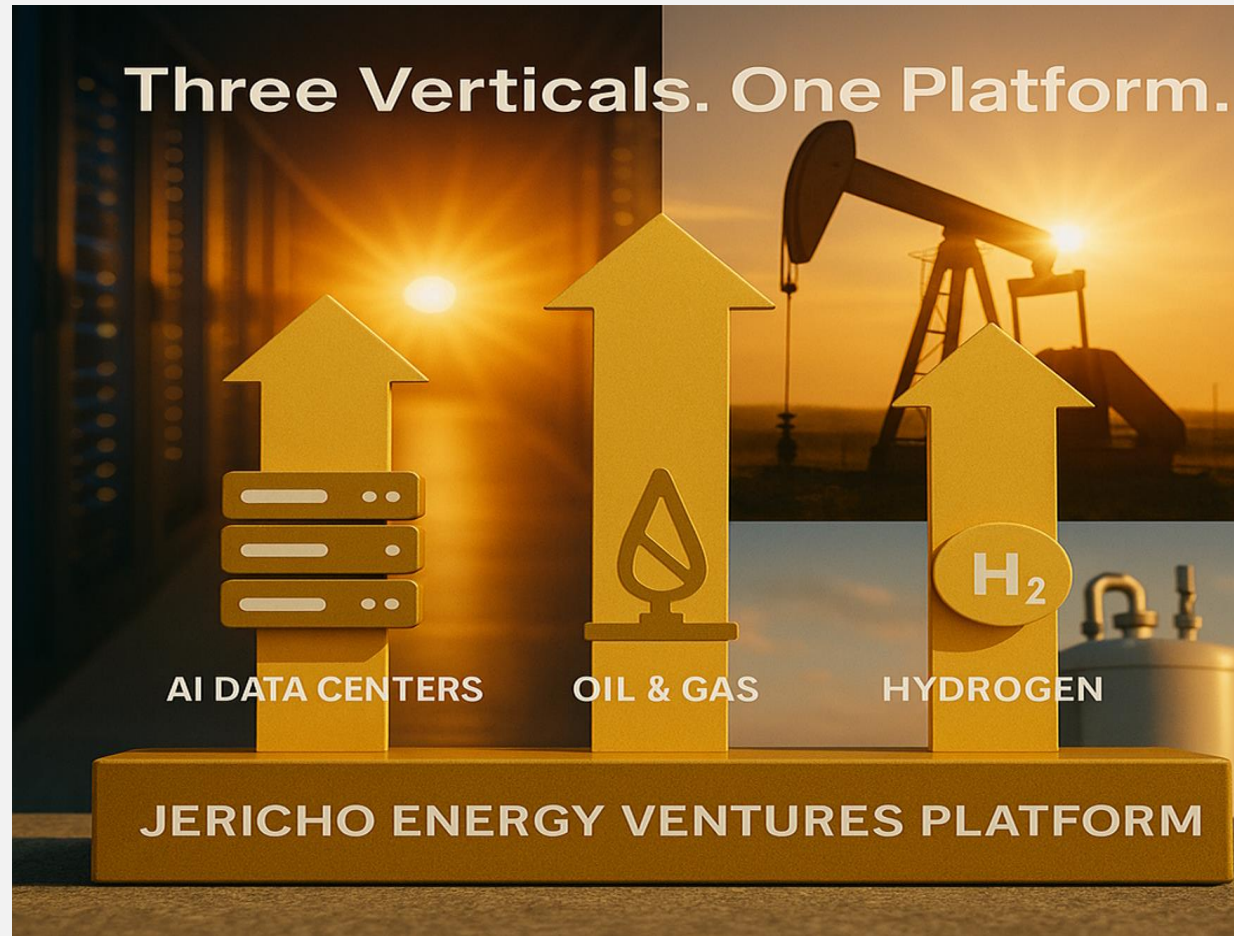 Three Verticals. One Platform.
H₂
AI DATA CENTERS
OIL & GAS
HYDROGEN
JERICHO ENERGY VENTURES PLATFORM